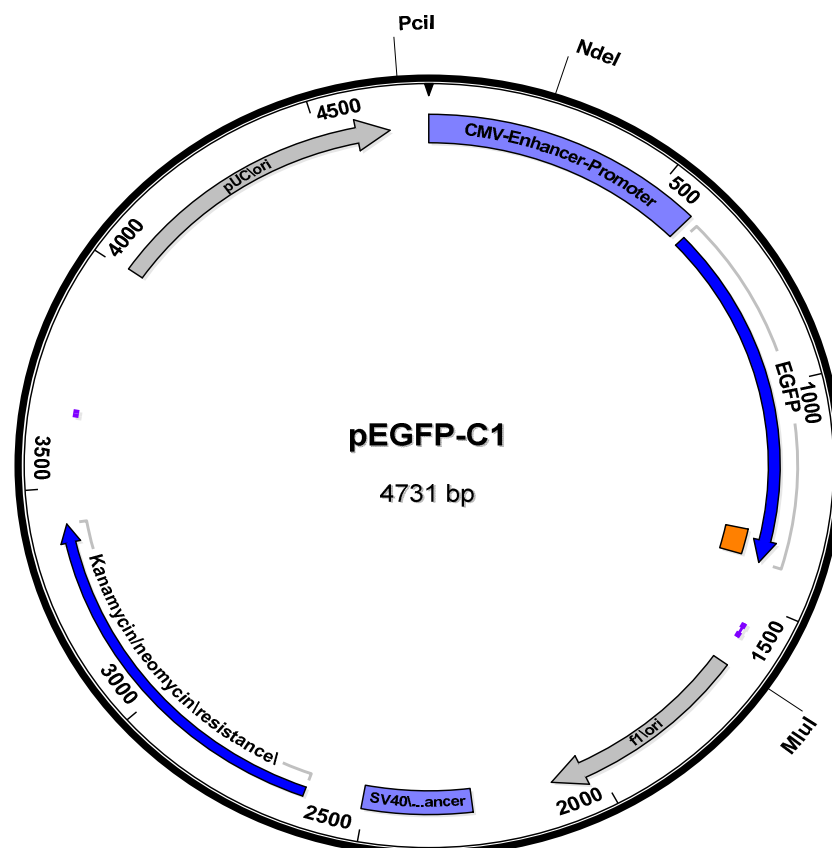 PciI
NdeI
4500
CMV-Enhancer-Promoter
pUC\ori
500
4000
EGFP
1000
pEGFP-C1
4731 bp
3500
Kanamycin/neomycin\resistance\
1500
MluI
f1\ori
3000
2000
SV40\...ancer
2500